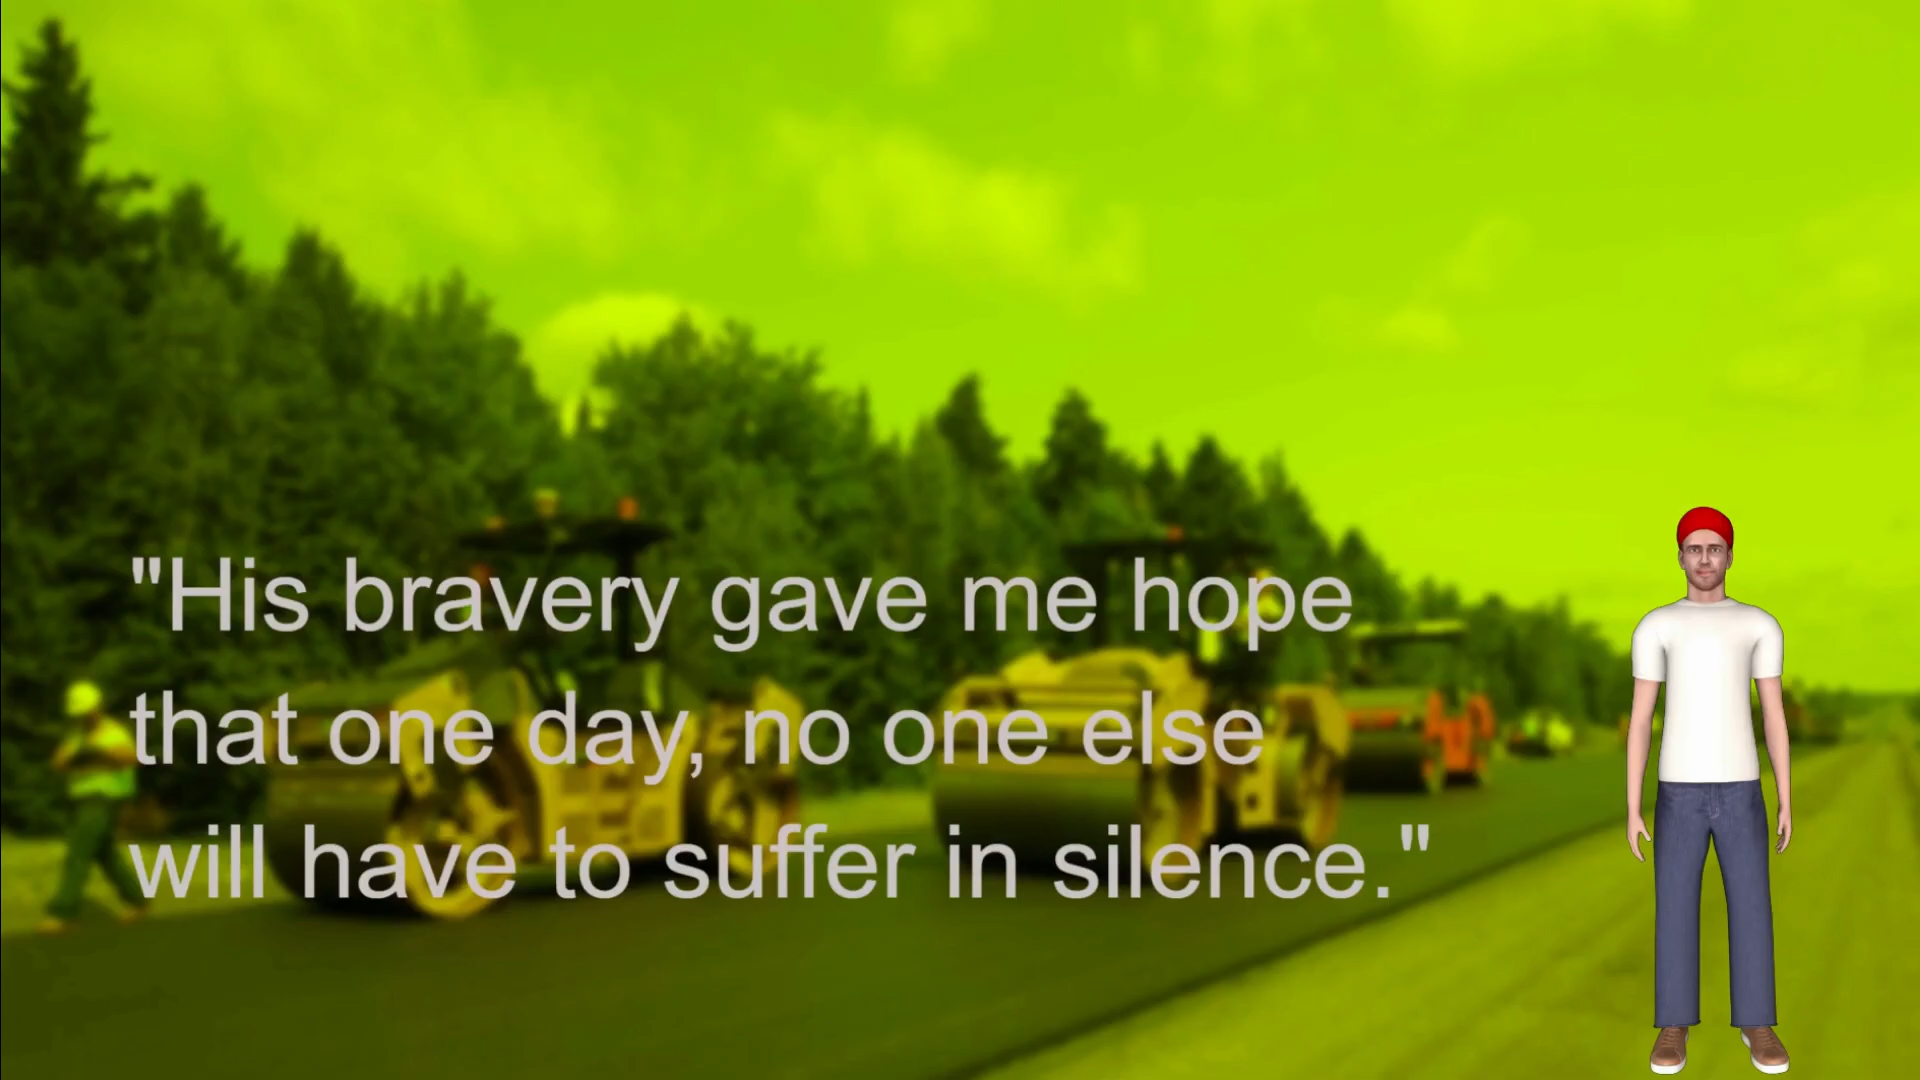 "His bravery gave me hope
that one day, no one else
will have to suffer in silence."